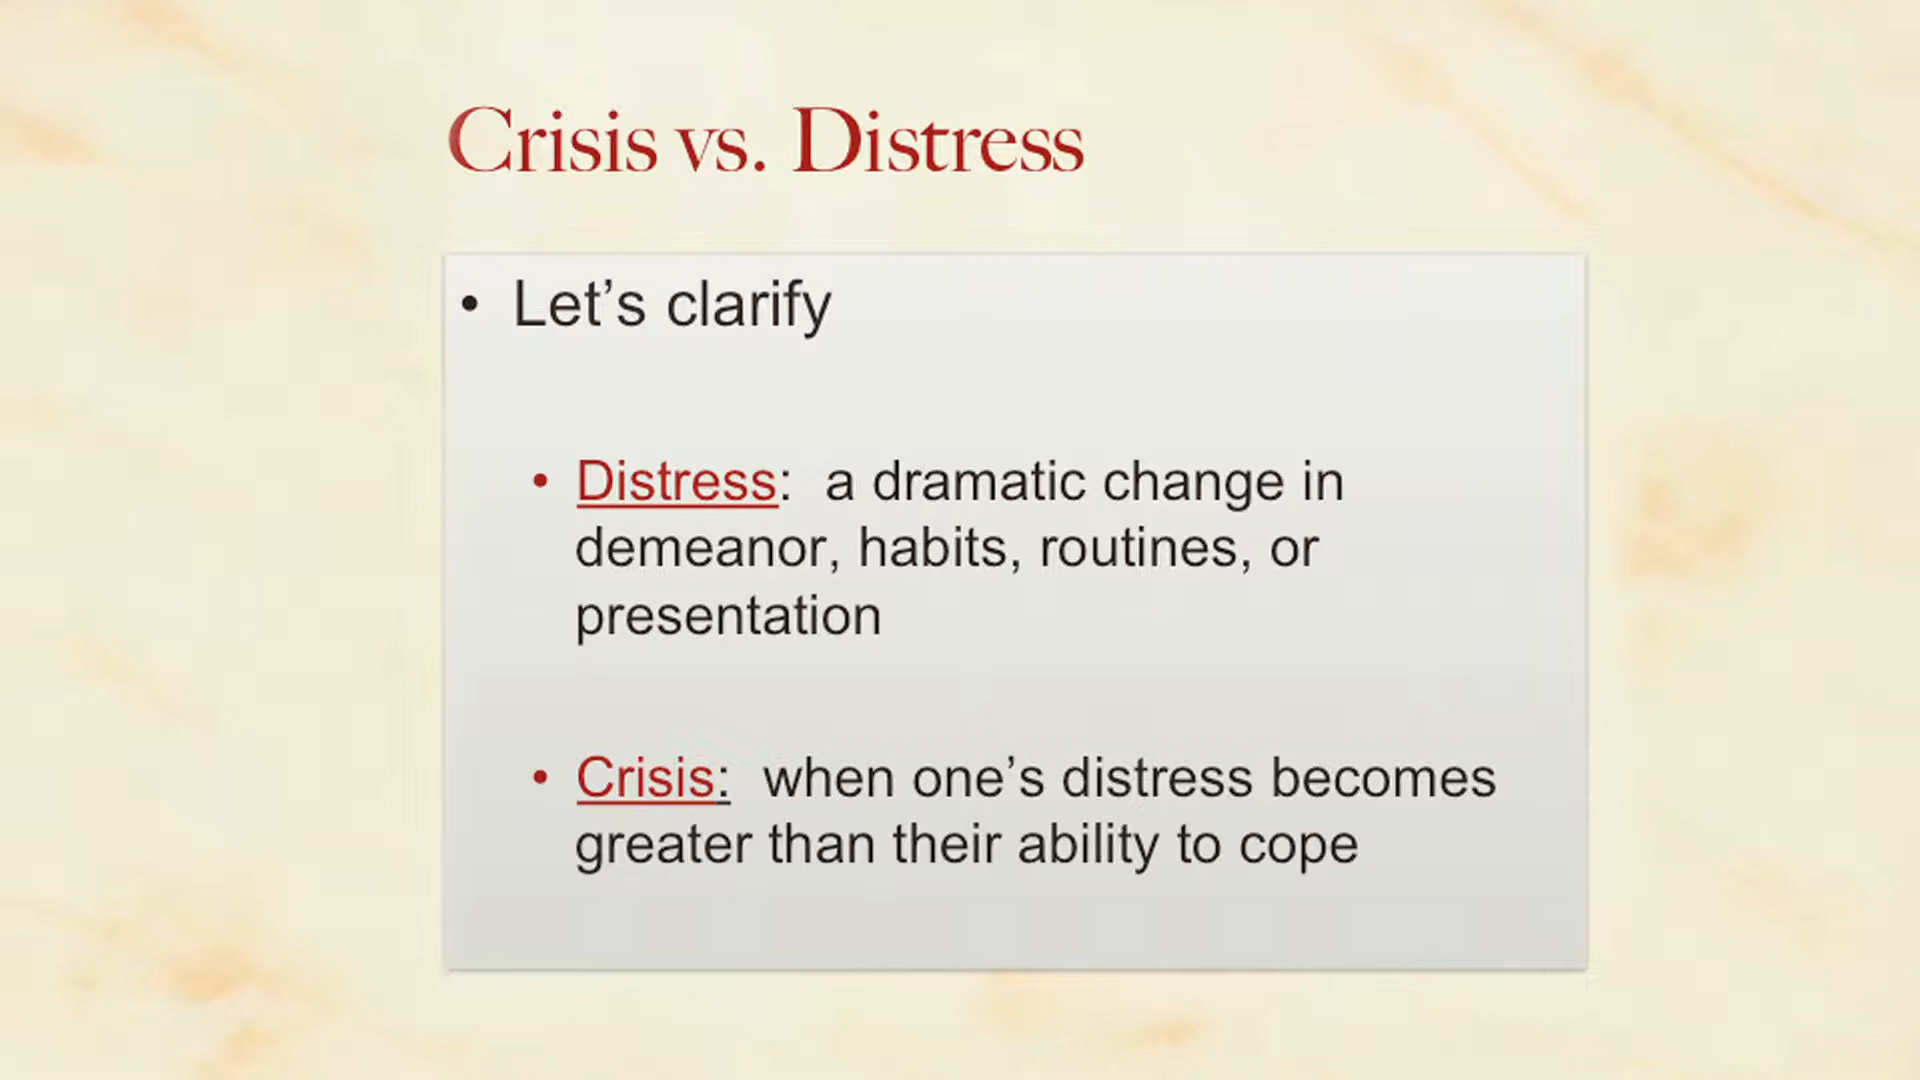 Crisis vs. Distress
• Let’s clarify
• Distress: a dramatic change in
demeanor, habits, routines, or
presentation
• Crisis: when one’s distress becomes
greater than their ability to cope